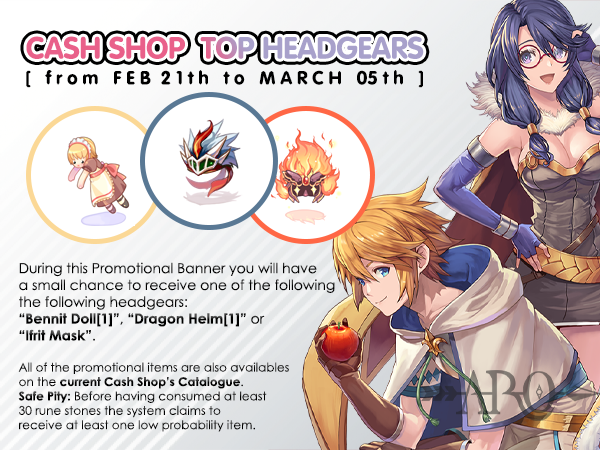 CASH SHOP TOP HEADGEARS
[ from FEB 21th to MARCH 05th ]
During this Promotional Banner you will have
a small chance to receive one of the following
the following headgears:
“Bennit Doll[1]”, “Dragon Helm[1]” or
“Ifrit Mask”.
All of the promotional items are also availables
on the current Cash Shop’s Catalogue.
Safe Pity: Before having consumed at least
30 rune stones the system claims to
receive at least one low probability item.
ARO